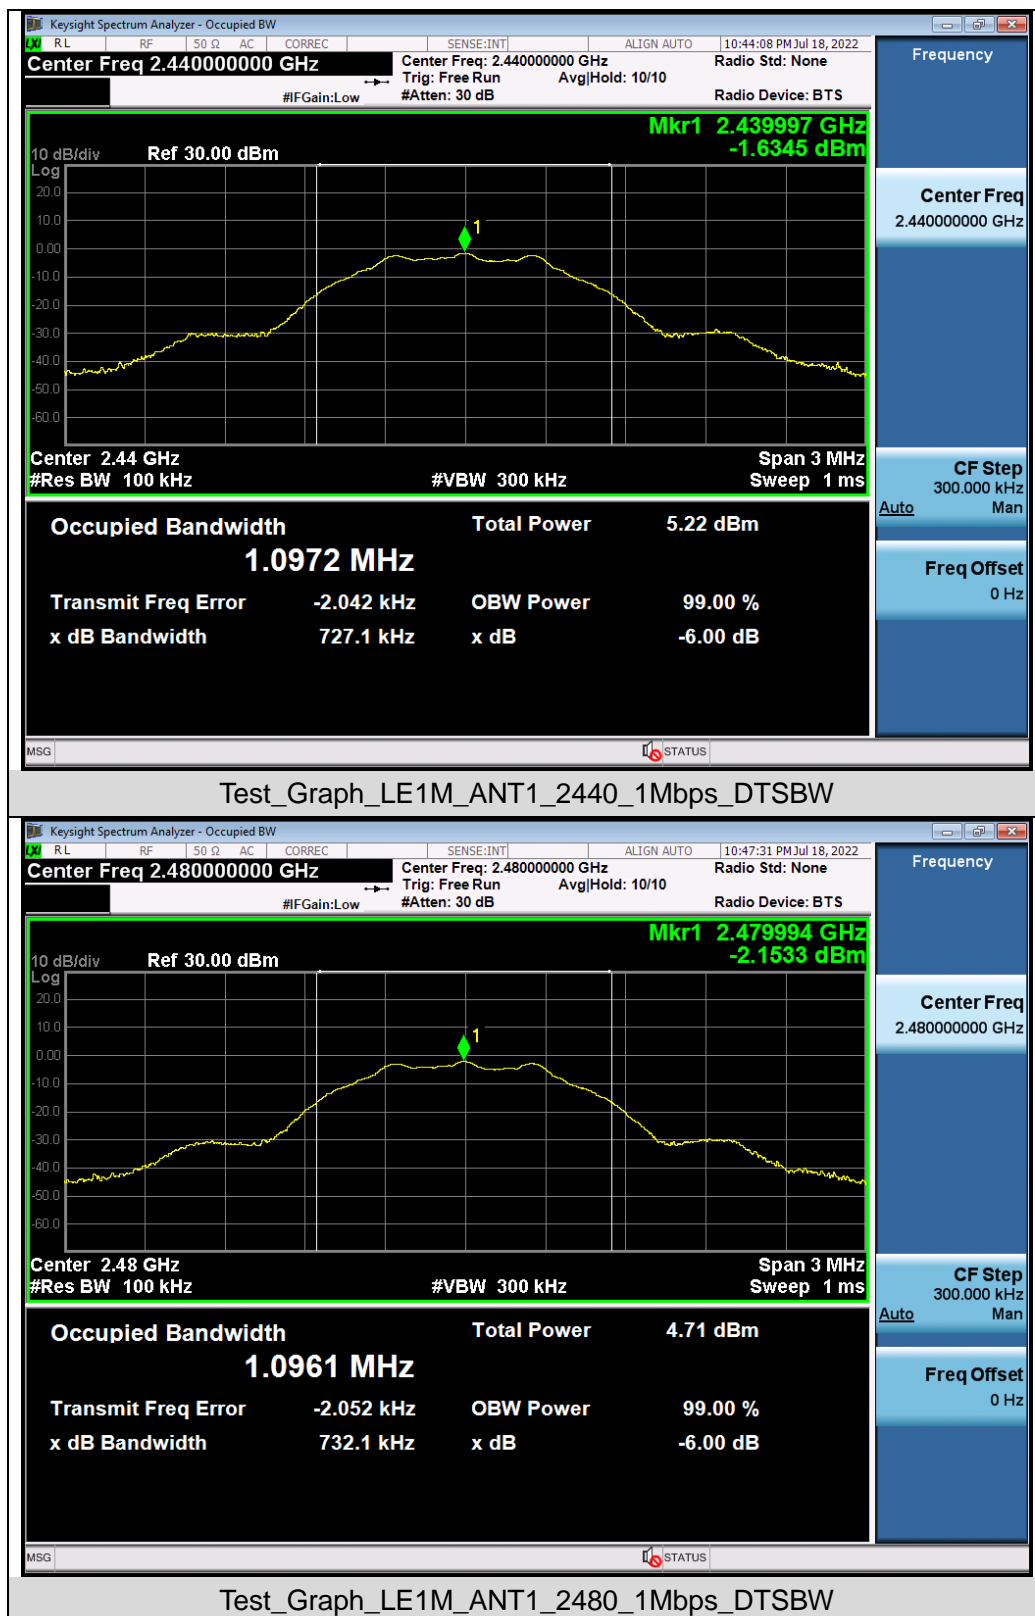 Keysight Spectrum Analyzer - Occupied BW
LXI RL RF 50 Ω AC CORREC SENSE:INT ALIGN AUTO 10:44:08 PM Jul 18, 2022
Center Freq 2.440000000 GHz
Center Freq: 2.440000000 GHz Radio Std: None
Trig: Free Run Avg|Hold: 10/10
#IFGain:Low #Atten: 30 dB Radio Device: BTS
Mkr1 2.439997 GHz
-1.6345 dBm
10 dB/div Ref 30.00 dBm
Log
20.0
10.0
0.00
-10.0
-20.0
-30.0
-40.0
-50.0
-60.0
1
Center 2.44 GHz Span 3 MHz
#Res BW 100 kHz #VBW 300 kHz Sweep 1 ms
Occupied Bandwidth Total Power 5.22 dBm
1.0972 MHz
Transmit Freq Error -2.042 kHz OBW Power 99.00 %
x dB Bandwidth 727.1 kHz x dB -6.00 dB
MSG STATUS
Frequency
Center Freq
2.440000000 GHz
CF Step
300.000 kHz
Auto Man
Freq Offset
0 Hz
Test_Graph_LE1M_ANT1_2440_1Mbps_DTSBW
Keysight Spectrum Analyzer - Occupied BW
LXI RL RF 50 Ω AC CORREC SENSE:INT ALIGN AUTO 10:47:31 PM Jul 18, 2022
Center Freq 2.480000000 GHz
Center Freq: 2.480000000 GHz Radio Std: None
Trig: Free Run Avg|Hold: 10/10
#IFGain:Low #Atten: 30 dB Radio Device: BTS
Mkr1 2.479994 GHz
-2.1533 dBm
10 dB/div Ref 30.00 dBm
Log
20.0
10.0
0.00
-10.0
-20.0
-30.0
-40.0
-50.0
-60.0
1
Center 2.48 GHz Span 3 MHz
#Res BW 100 kHz #VBW 300 kHz Sweep 1 ms
Occupied Bandwidth Total Power 4.71 dBm
1.0961 MHz
Transmit Freq Error -2.052 kHz OBW Power 99.00 %
x dB Bandwidth 732.1 kHz x dB -6.00 dB
MSG STATUS
Frequency
Center Freq
2.480000000 GHz
CF Step
300.000 kHz
Auto Man
Freq Offset
0 Hz
Test_Graph_LE1M_ANT1_2480_1Mbps_DTSBW